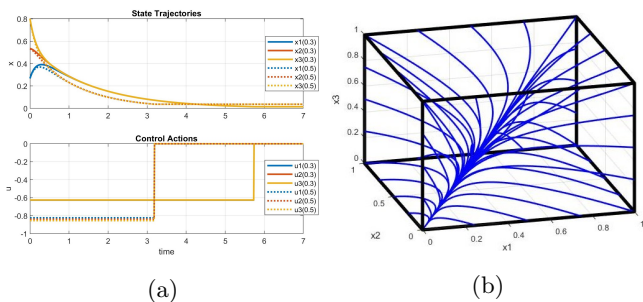 State Trajectories
0.8
0.6
0.4
0.2
0
x
0 1 2 3 4 5 6 7
x1(0.3)
x2(0.3)
x3(0.3)
x1(0.5)
x2(0.5)
x3(0.5)
Control Actions
0
-0.2
-0.4
-0.6
-0.8
-1
u
0 1 2 3 4 5 6 7
time
u1(0.3)
u2(0.3)
u3(0.3)
u1(0.5)
u2(0.5)
u3(0.5)
(a)
1
0.8
0.6
0.4
0.2
0
x3
1
0.5
0
x2
0 0.2 0.4 0.6 0.8 1
x1
(b)